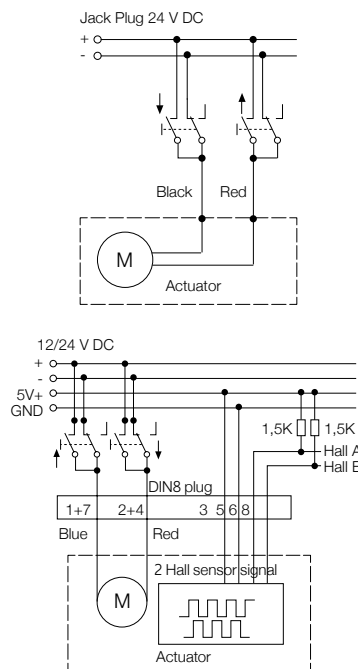 Jack Plug 24 V DC
+
-
Black Red
M
Actuator
12/24 V DC
+
-
5V+
GND
1,5K 1,5K
Hall A
Hall B
DIN8 plug
1+7 2+4 3 5 6 8
Blue Red
2 Hall sensor signal
M
Actuator